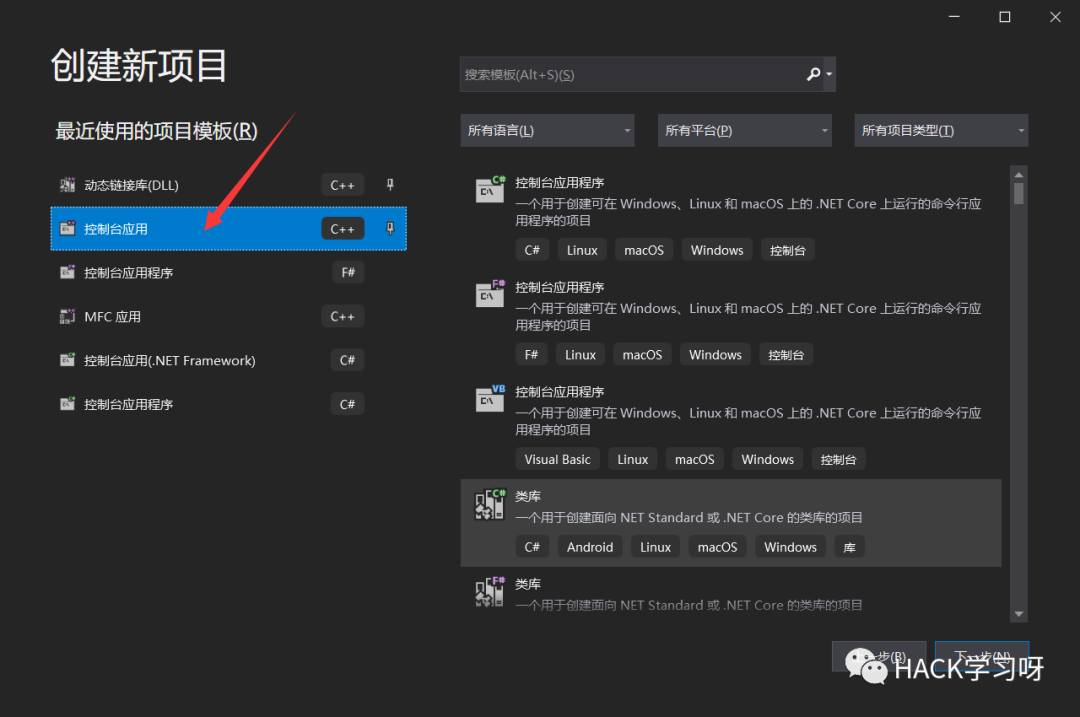 创建新项目
搜索模板(Alt+S)(S)
最近使用的项目模板(R)
所有语言(L)
所有平台(P)
所有项目类型(T)
动态链接库(DLL)
C++
控制台应用
C++
控制台应用程序
F#
MFC 应用
C++
控制台应用(.NET Framework)
C#
控制台应用程序
C#
C#
控制台应用程序
一个用于创建可在 Windows、Linux 和 macOS 上的 .NET Core 上运行的命令行应
用程序的项目
C#
Linux
macOS
Windows
控制台
F#
控制台应用程序
一个用于创建可在 Windows、Linux 和 macOS 上的 .NET Core 上运行的命令行应
用程序的项目
F#
Linux
macOS
Windows
控制台
VB
控制台应用程序
一个用于创建可在 Windows、Linux 和 macOS 上的 .NET Core 上运行的命令行应
用程序的项目
Visual Basic
Linux
macOS
Windows
控制台
C#
类库
一个用于创建面向 NET Standard 或 .NET Core 的类库的项目
C#
Android
Linux
macOS
Windows
库
F#
类库
一个用于创建面向 NET Standard 或 .NET Core 的类库的项目
步(B)
下一步(N)
HACK学习呀